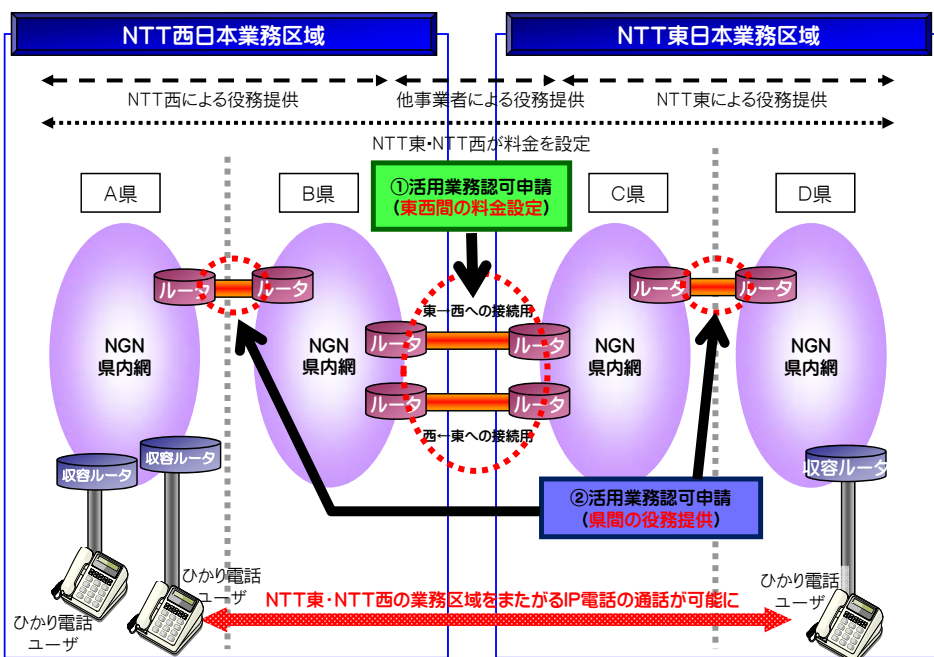 NTT西日本業務区域
NTT東日本業務区域
NTT西による役務提供
他事業者による役務提供
NTT東による役務提供
NTT東・NTT西が料金を設定
A県
B県
C県
D県
①活用業務認可申請
(東西間の料金設定)
ルータ
ルータ
ルータ
ルータ
東→西への接続用
NGN
県内網
NGN
県内網
ルータ
ルータ
NGN
県内網
NGN
県内網
ルータ
ルータ
西←東への接続用
収容ルータ
収容ルータ
収容ルータ
②活用業務認可申請
(県間の役務提供)
ひかり電話
ユーザ
ひかり電話
ユーザ
ひかり電話
ユーザ
NTT東・NTT西の業務区域をまたがるIP電話の通話が可能に